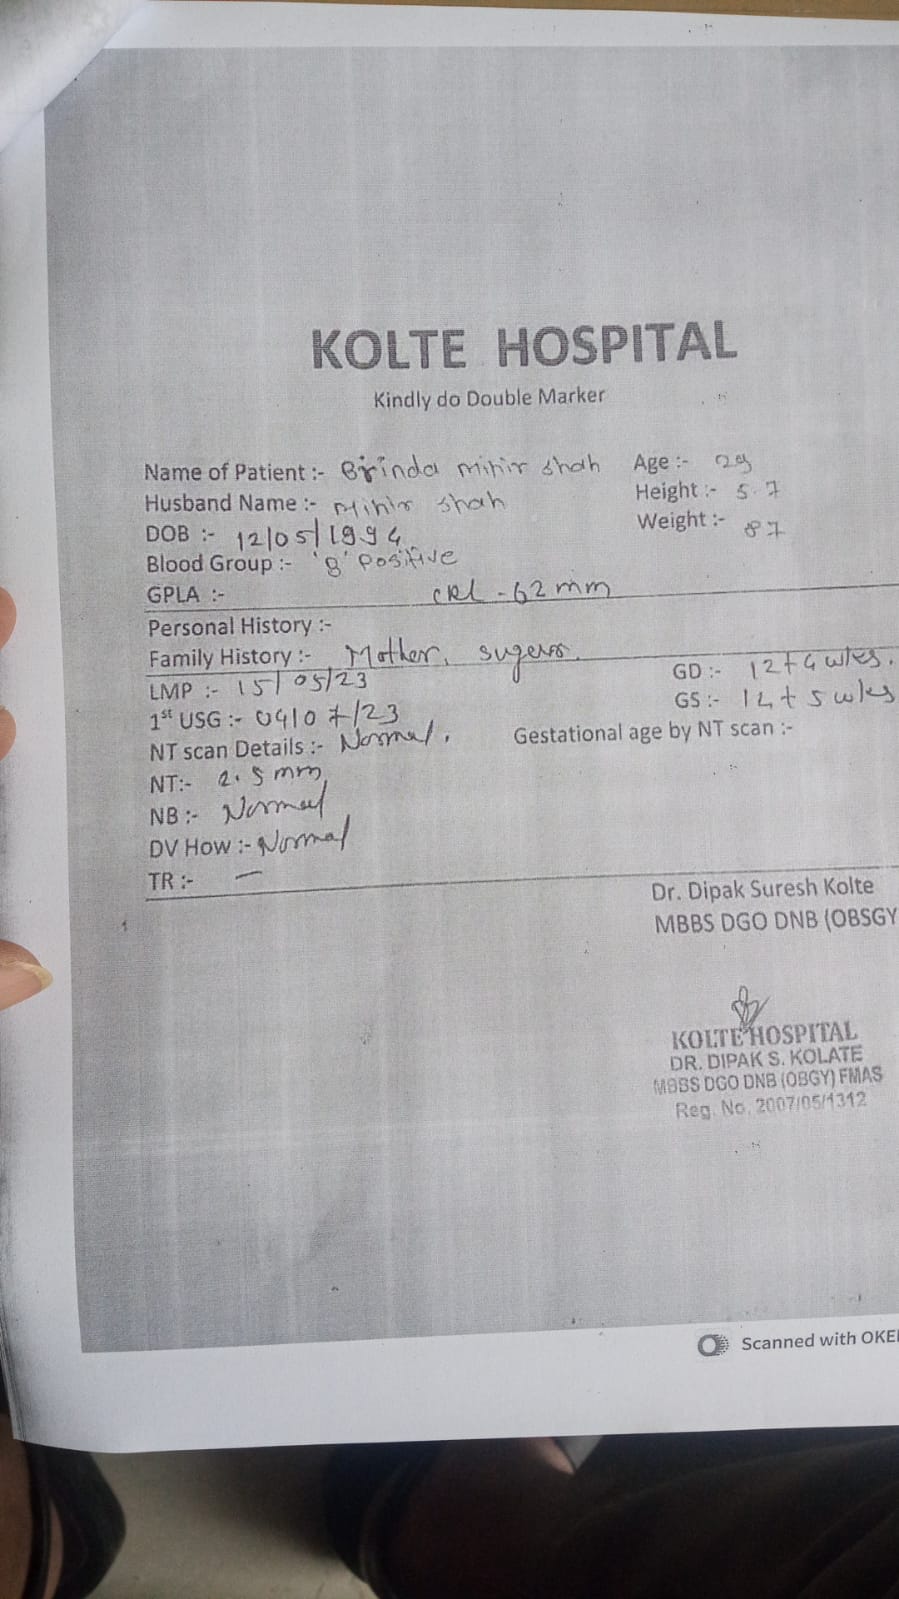 KOLTE HOSPITAL
Kindly do Double Marker
Name of Patient :- Brinda Mihir Shah Age :- 29
Husband Name :- Mihir Shah Height :- 5.7
DOB :- 12/05/1994 Weight :- 87
Blood Group :- 'B' Positive
GPLA :- CRL - 62 mm
Personal History :-
Family History :- Mother, sugers.
LMP :- 15/05/23 GD :- 12+4 wks.
1st USG :- 04/07/23 GS :- 12+5 wks
NT scan Details :- Normal, Gestational age by NT scan :-
NT:- 2.5 mm
NB :- Normal
DV How :- Normal
TR :- —
Dr. Dipak Suresh Kolte
MBBS DGO DNB (OBSGY
KOLTE HOSPITAL
DR. DIPAK S. KOLATE
MBBS DGO DNB (OBGY) FMAS
Reg. No. 2007/05/1312
Scanned with OKEN